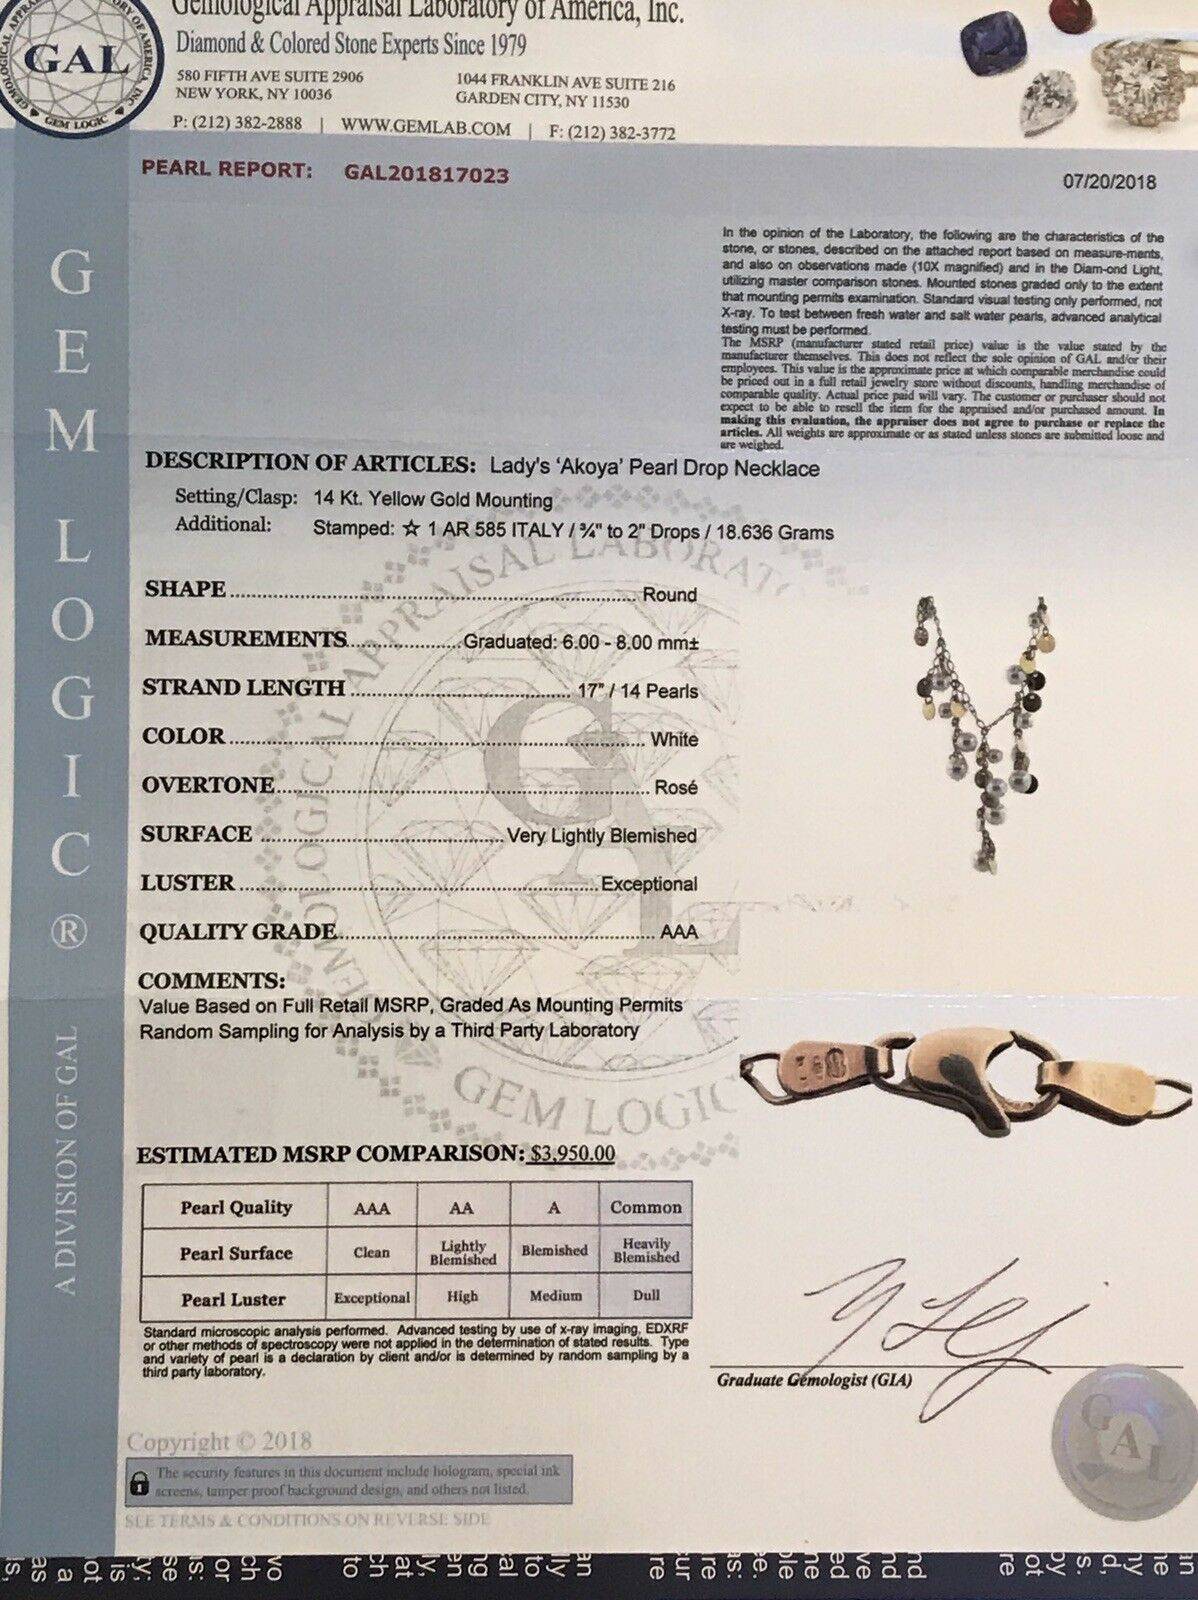 Gemological Appraisal Laboratory of America, Inc.
Diamond & Colored Stone Experts Since 1979
580 FIFTH AVE SUITE 2906
NEW YORK, NY 10036
1044 FRANKLIN AVE SUITE 216
GARDEN CITY, NY 11530
P: (212) 382-2888 | WWW.GEMLAB.COM | F: (212) 382-3772
GAL
GEM LOGIC
PEARL REPORT: GAL201817023
07/20/2018
In the opinion of the Laboratory, the following are the characteristics of the
stone, or stones, described on the attached report based on measure-ments,
and also on observations made (10X magnified) and in the Diam-ond Light,
utilizing master comparison stones. Mounted stones graded only to the extent
that mounting permits examination. Standard visual testing only performed, not
X-ray. To test between fresh water and salt water pearls, advanced analytical
testing must be performed.
The MSRP (manufacturer stated retail price) value is the value stated by the
manufacturer themselves. This does not reflect the sole opinion of GAL and/or their
employees. This value is the approximate price at which comparable merchandise could
be priced out in a full retail jewelry store without discounts, handling merchandise of
comparable quality. Actual price paid will vary. The customer or purchaser should not
expect to be able to resell the item for the appraised and/or purchased amount. In
making this evaluation, the appraiser does not agree to purchase or replace the
articles. All weights are approximate or as stated unless stones are submitted loose and
are weighed.
DESCRIPTION OF ARTICLES: Lady's 'Akoya' Pearl Drop Necklace
Setting/Clasp: 14 Kt. Yellow Gold Mounting
Additional: Stamped: ☆ 1 AR 585 ITALY / ¾" to 2" Drops / 18.636 Grams
SHAPE Round
MEASUREMENTS Graduated: 6.00 - 8.00 mm±
STRAND LENGTH 17" / 14 Pearls
COLOR White
OVERTONE Rosé
SURFACE Very Lightly Blemished
LUSTER Exceptional
QUALITY GRADE AAA
COMMENTS:
Value Based on Full Retail MSRP, Graded As Mounting Permits
Random Sampling for Analysis by a Third Party Laboratory
ESTIMATED MSRP COMPARISON: $3,950.00
Pearl Quality AAA AA A Common
Pearl Surface Clean Lightly Blemished Blemished Heavily Blemished
Pearl Luster Exceptional High Medium Dull
Standard microscopic analysis performed. Advanced testing by use of x-ray imaging, EDXRF
or other methods of spectroscopy were not applied in the determination of stated results. Type
and variety of pearl is a declaration by client and/or is determined by random sampling by a
third party laboratory.
Graduate Gemologist (GIA)
GAL
Copyright © 2018
The security features in this document include hologram, special ink
screens, tamper proof background design, and others not listed.
SEE TERMS & CONDITIONS ON REVERSE SIDE
GEM LOGIC ®
A DIVISION OF GAL
GAL
GEMOLOGICAL APPRAISAL LABORATORY
GEM LOGIC